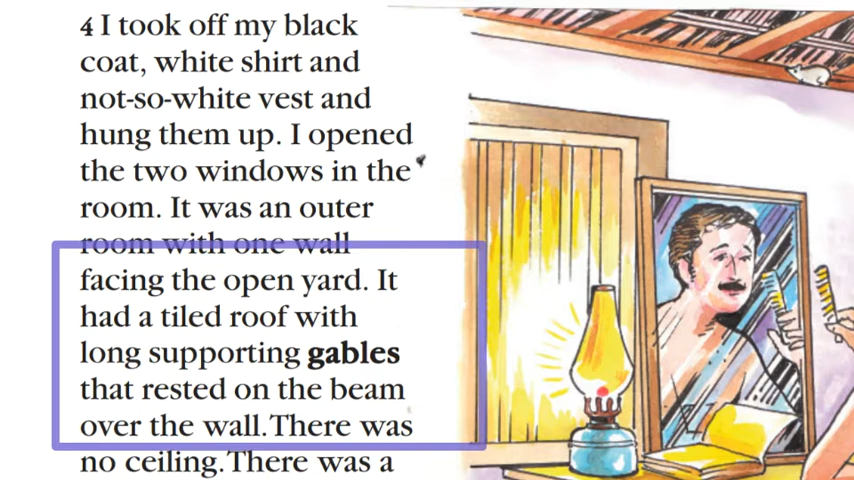 4 I took off my black
coat, white shirt and
not-so-white vest and
hung them up. I opened
the two windows in the
room. It was an outer
room with one wall
facing the open yard. It
had a tiled roof with
long supporting gables
that rested on the beam
over the wall.There was
no ceiling.There was a